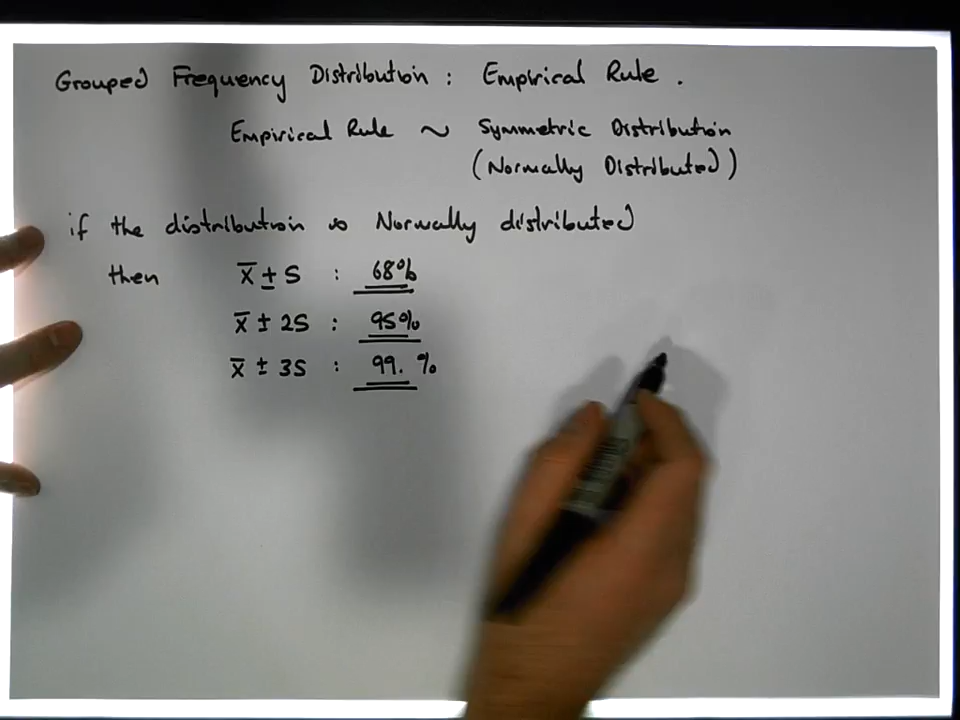 Grouped Frequency Distribution : Empirical Rule .
Empirical Rule ~ Symmetric Distribution
(Normally Distributed)
if the distribution is Normally distributed
then x̄ ± S : 68%
x̄ ± 2S : 95%
x̄ ± 3S : 99. %